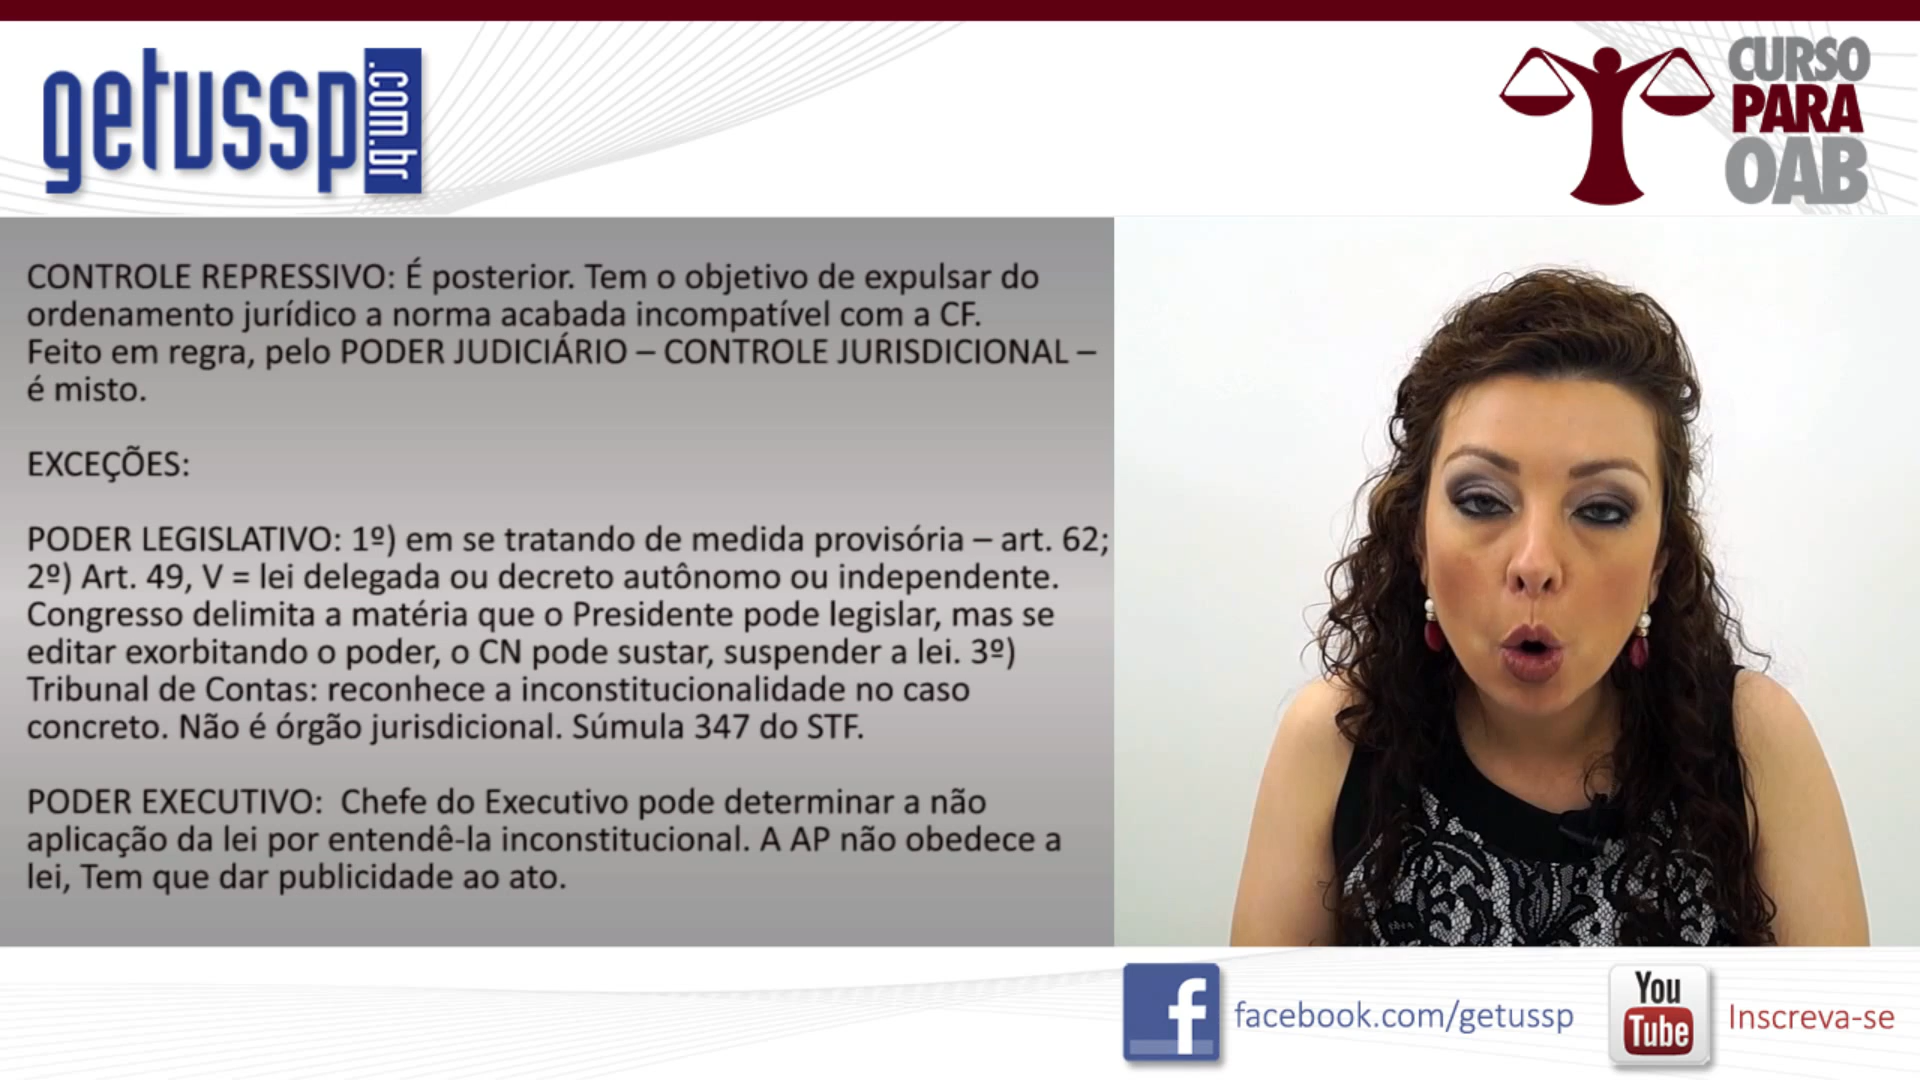 getussp
.com.br
CURSO
PARA
OAB
CONTROLE REPRESSIVO: É posterior. Tem o objetivo de expulsar do
ordenamento jurídico a norma acabada incompatível com a CF.
Feito em regra, pelo PODER JUDICIÁRIO – CONTROLE JURISDICIONAL –
é misto.
EXCEÇÕES:
PODER LEGISLATIVO: 1º) em se tratando de medida provisória – art. 62;
2º) Art. 49, V = lei delegada ou decreto autônomo ou independente.
Congresso delimita a matéria que o Presidente pode legislar, mas se
editar exorbitando o poder, o CN pode sustar, suspender a lei. 3º)
Tribunal de Contas: reconhece a inconstitucionalidade no caso
concreto. Não é órgão jurisdicional. Súmula 347 do STF.
PODER EXECUTIVO:  Chefe do Executivo pode determinar a não
aplicação da lei por entendê-la inconstitucional. A AP não obedece a
lei, Tem que dar publicidade ao ato.
f
facebook.com/getussp
You
Tube
Inscreva-se